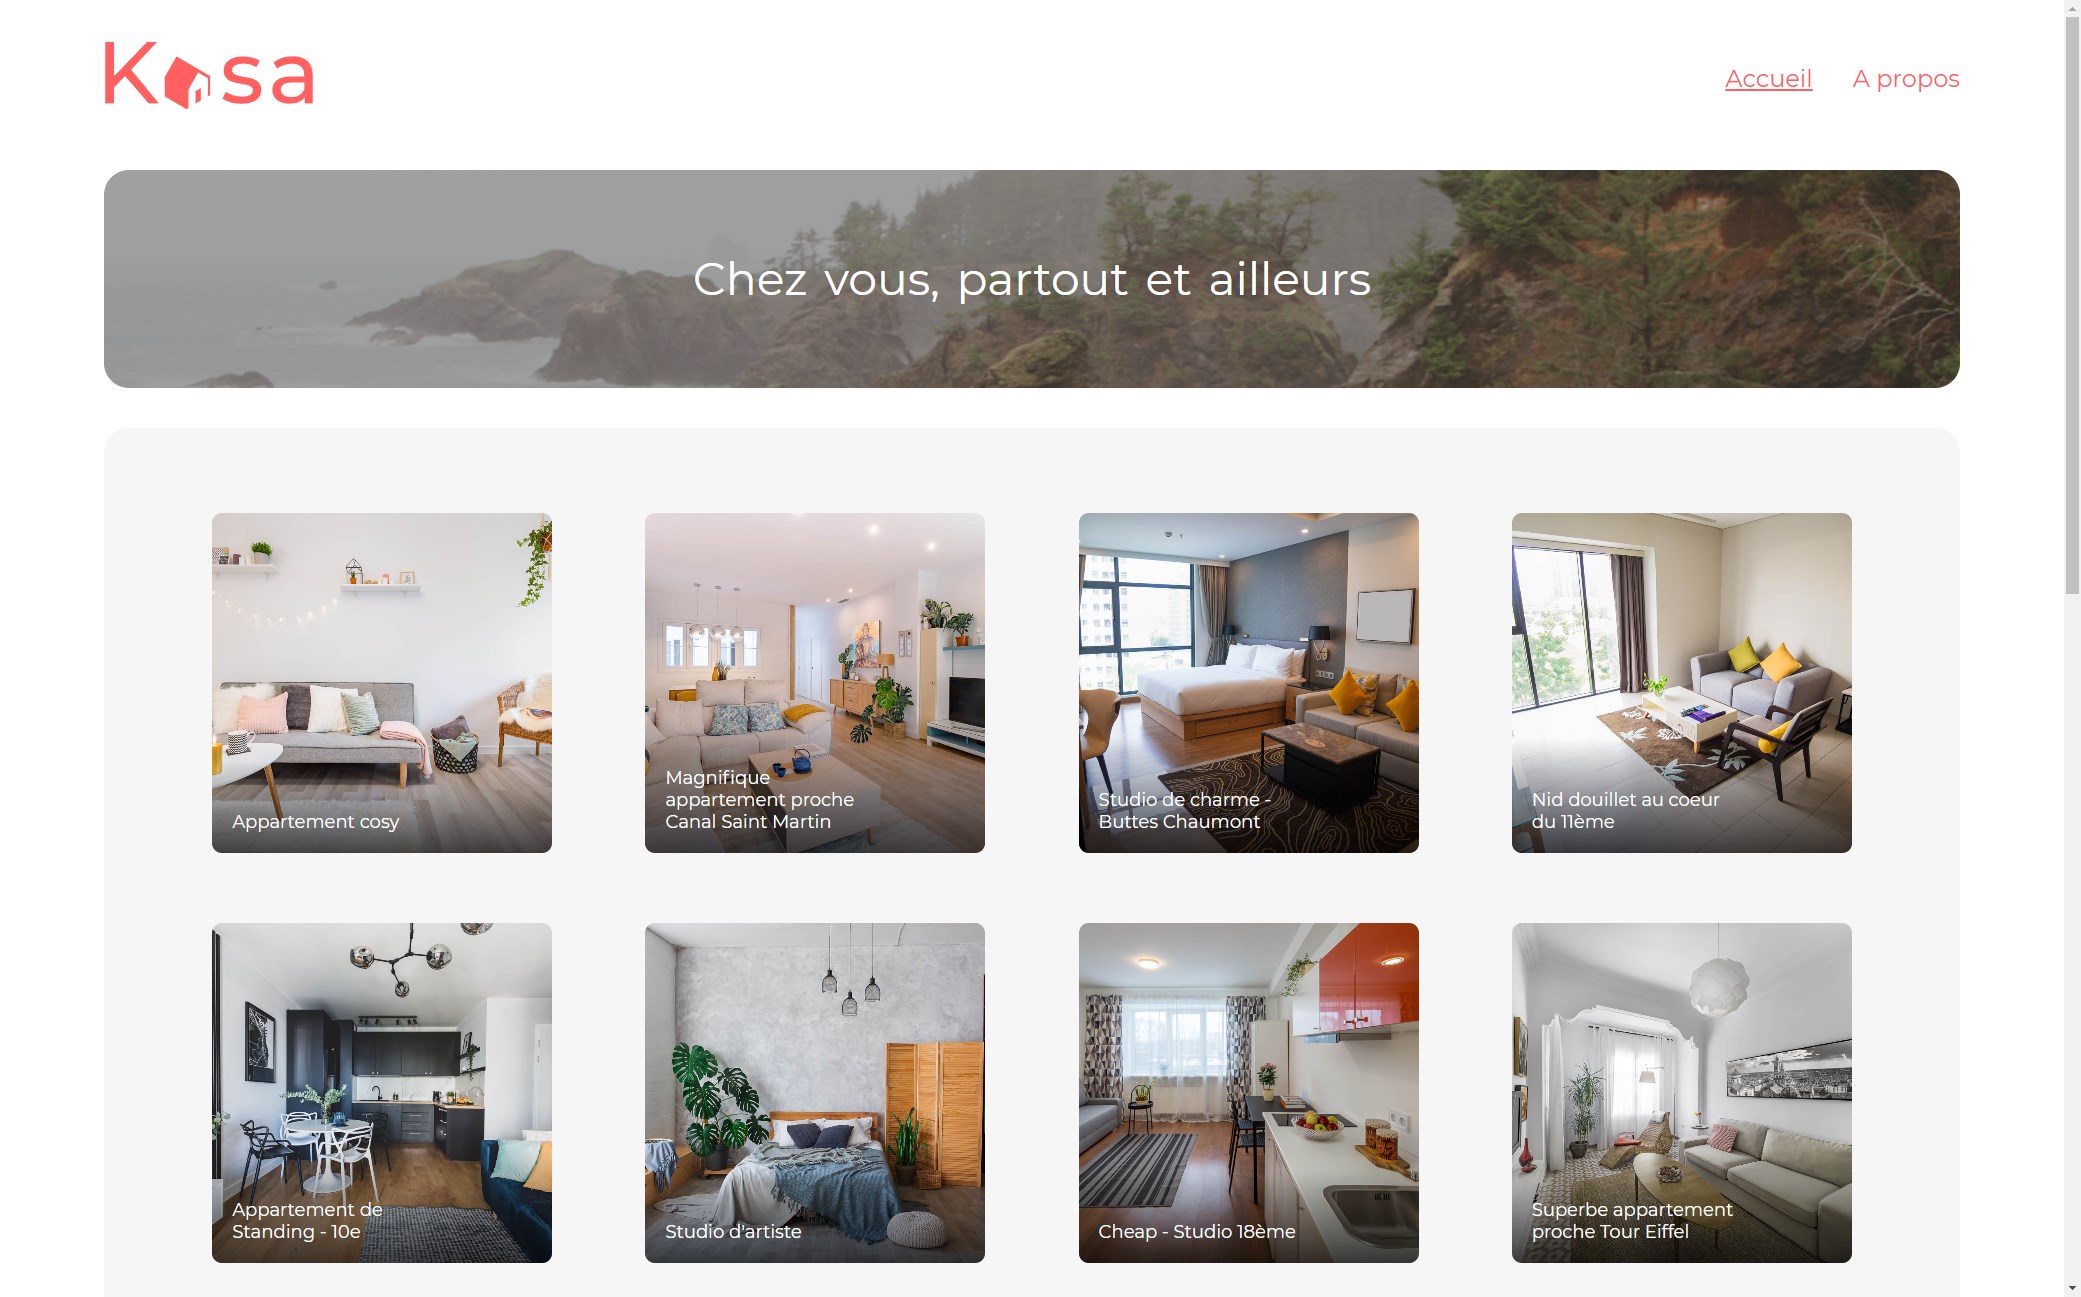 Kasa
Accueil A propos
Chez vous, partout et ailleurs
Appartement cosy
Magnifique
appartement proche
Canal Saint Martin
Studio de charme -
Buttes Chaumont
Nid douillet au coeur
du 11ème
Appartement de
Standing - 10e
Studio d'artiste
Cheap - Studio 18ème
Superbe appartement
proche Tour Eiffel